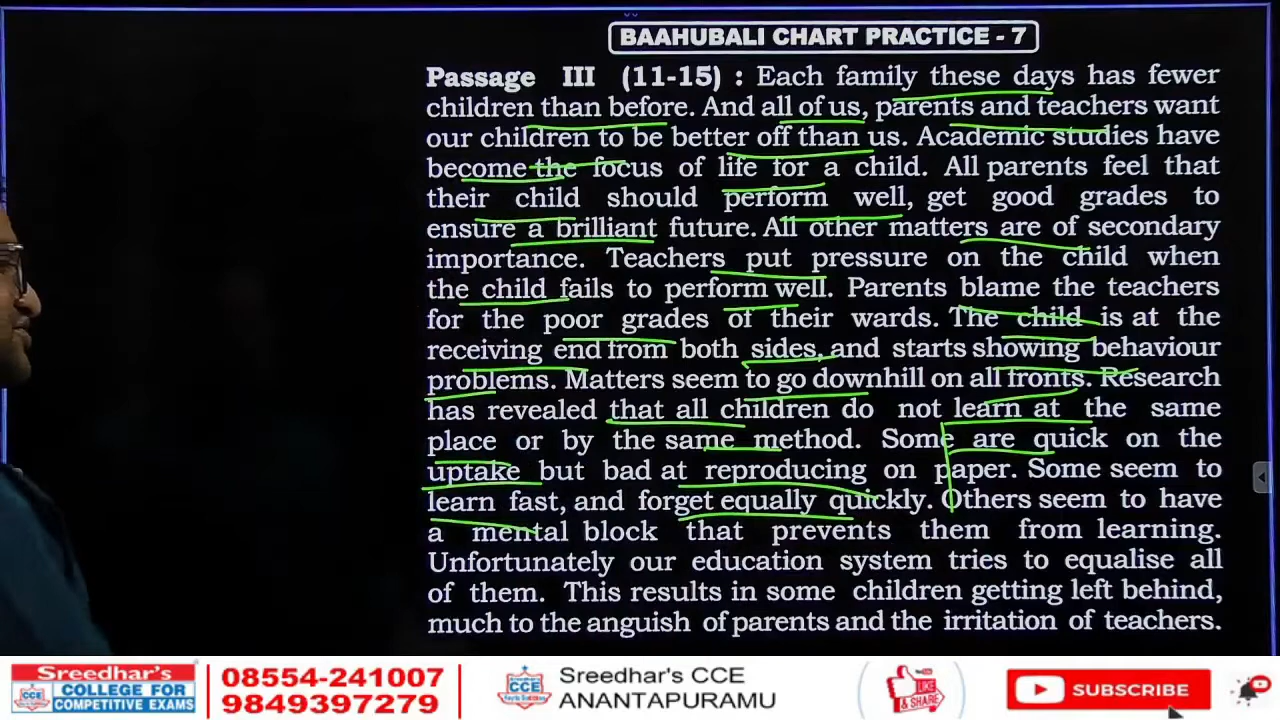 BAAHUBALI CHART PRACTICE - 7
Passage III (11-15) : Each family these days has fewer
children than before. And all of us, parents and teachers want
our children to be better off than us. Academic studies have
become the focus of life for a child. All parents feel that
their child should perform well, get good grades to
ensure a brilliant future. All other matters are of secondary
importance. Teachers put pressure on the child when
the child fails to perform well. Parents blame the teachers
for the poor grades of their wards. The child is at the
receiving end from both sides, and starts showing behaviour
problems. Matters seem to go downhill on all fronts. Research
has revealed that all children do not learn at the same
place or by the same method. Some are quick on the
uptake but bad at reproducing on paper. Some seem to
learn fast, and forget equally quickly. Others seem to have
a mental block that prevents them from learning.
Unfortunately our education system tries to equalise all
of them. This results in some children getting left behind,
much to the anguish of parents and the irritation of teachers.
Sreedhar's
CCE
COLLEGE FOR
COMPETITIVE EXAMS
08554-241007
9849397279
CCE
Sreedhar's CCE
ANANTAPURAMU
LIKE
& SHARE
SUBSCRIBE